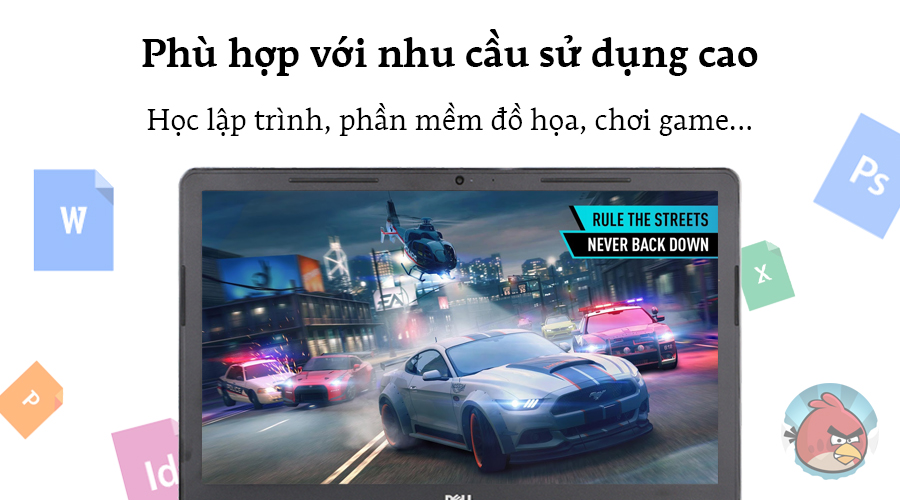 Phù hợp với nhu cầu sử dụng cao
Học lập trình, phần mềm đồ họa, chơi game...
W
Ps
RULE THE STREETS
NEVER BACK DOWN
X
EA
P
Id
DELL